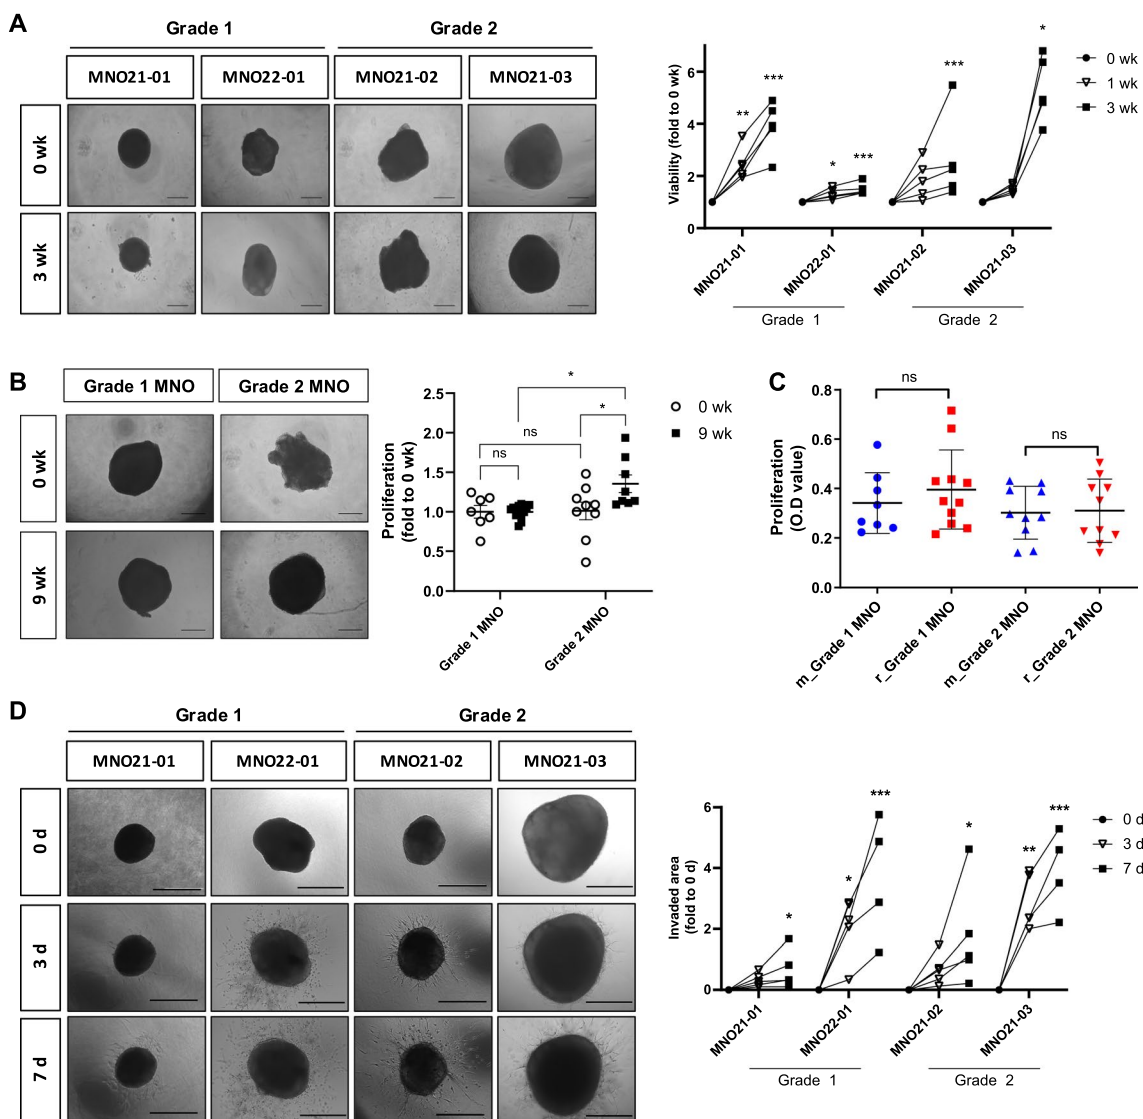 A
Grade 1
Grade 2
MNO21-01
MNO22-01
MNO21-02
MNO21-03
0 wk
3 wk
Viability (fold to 0 wk)
6
4
2
0
**
***
*
***
***
*
0 wk
1 wk
3 wk
MNO21-01
MNO22-01
MNO21-02
MNO21-03
Grade 1
Grade 2
B
Grade 1 MNO
Grade 2 MNO
0 wk
9 wk
Proliferation
(fold to 0 wk)
2.5
2.0
1.5
1.0
0.5
0.0
*
*
ns
ns
0 wk
9 wk
Grade 1 MNO
Grade 2 MNO
C
Proliferation
(O.D value)
0.8
0.6
0.4
0.2
0.0
ns
ns
m_Grade 1 MNO
r_Grade 1 MNO
m_Grade 2 MNO
r_Grade 2 MNO
D
Grade 1
Grade 2
MNO21-01
MNO22-01
MNO21-02
MNO21-03
0 d
3 d
7 d
Invaded area
(fold to 0 d)
6
4
2
0
*
*
***
*
**
***
0 d
3 d
7 d
MNO21-01
MNO22-01
MNO21-02
MNO21-03
Grade 1
Grade 2